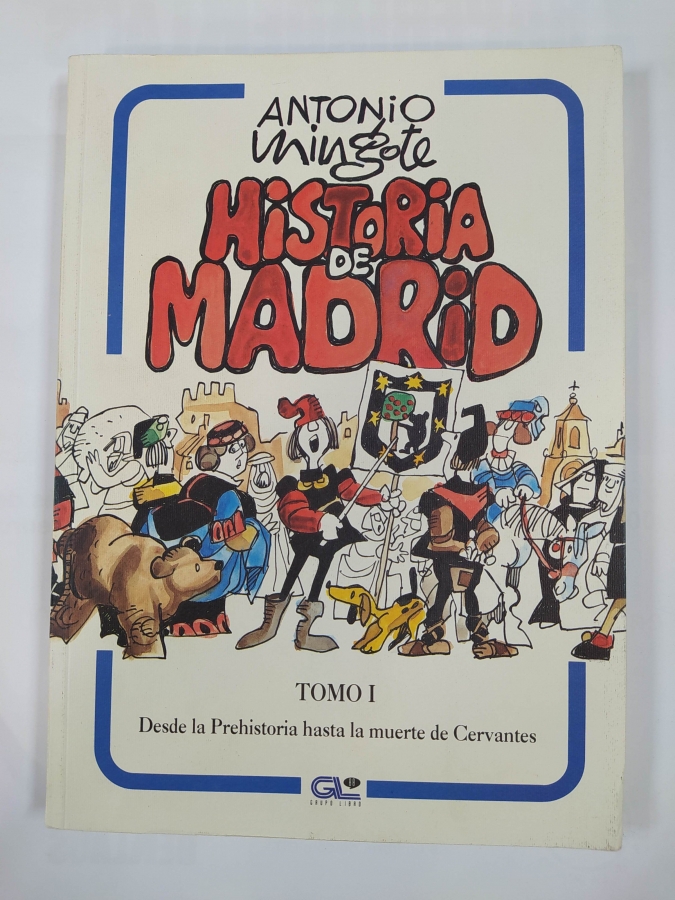 ANTONIO
Mingote
HISTORIA
DE
MADRID
TOMO I
Desde la Prehistoria hasta la muerte de Cervantes
GL
GRUPO LIBRO